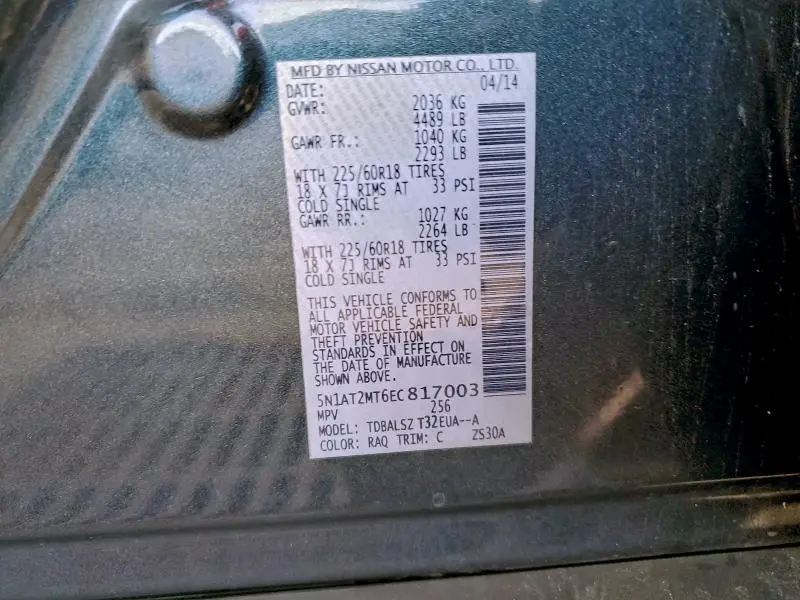 MFD BY NISSAN MOTOR CO., LTD.
DATE: 04/14
GVWR: 2036 KG
4489 LB
GAWR FR.: 1040 KG
2293 LB
WITH 225/60R18 TIRES
18 X 7J RIMS AT 33 PSI
COLD SINGLE
GAWR RR.: 1027 KG
2264 LB
WITH 225/60R18 TIRES
18 X 7J RIMS AT 33 PSI
COLD SINGLE
THIS VEHICLE CONFORMS TO
ALL APPLICABLE FEDERAL
MOTOR VEHICLE SAFETY AND
THEFT PREVENTION
STANDARDS IN EFFECT ON
THE DATE OF MANUFACTURE
SHOWN ABOVE.
5N1AT2MT6EC817003
MPV 256
MODEL: TDBALSZ T32EUA--A
COLOR: RAQ TRIM: C ZS30A